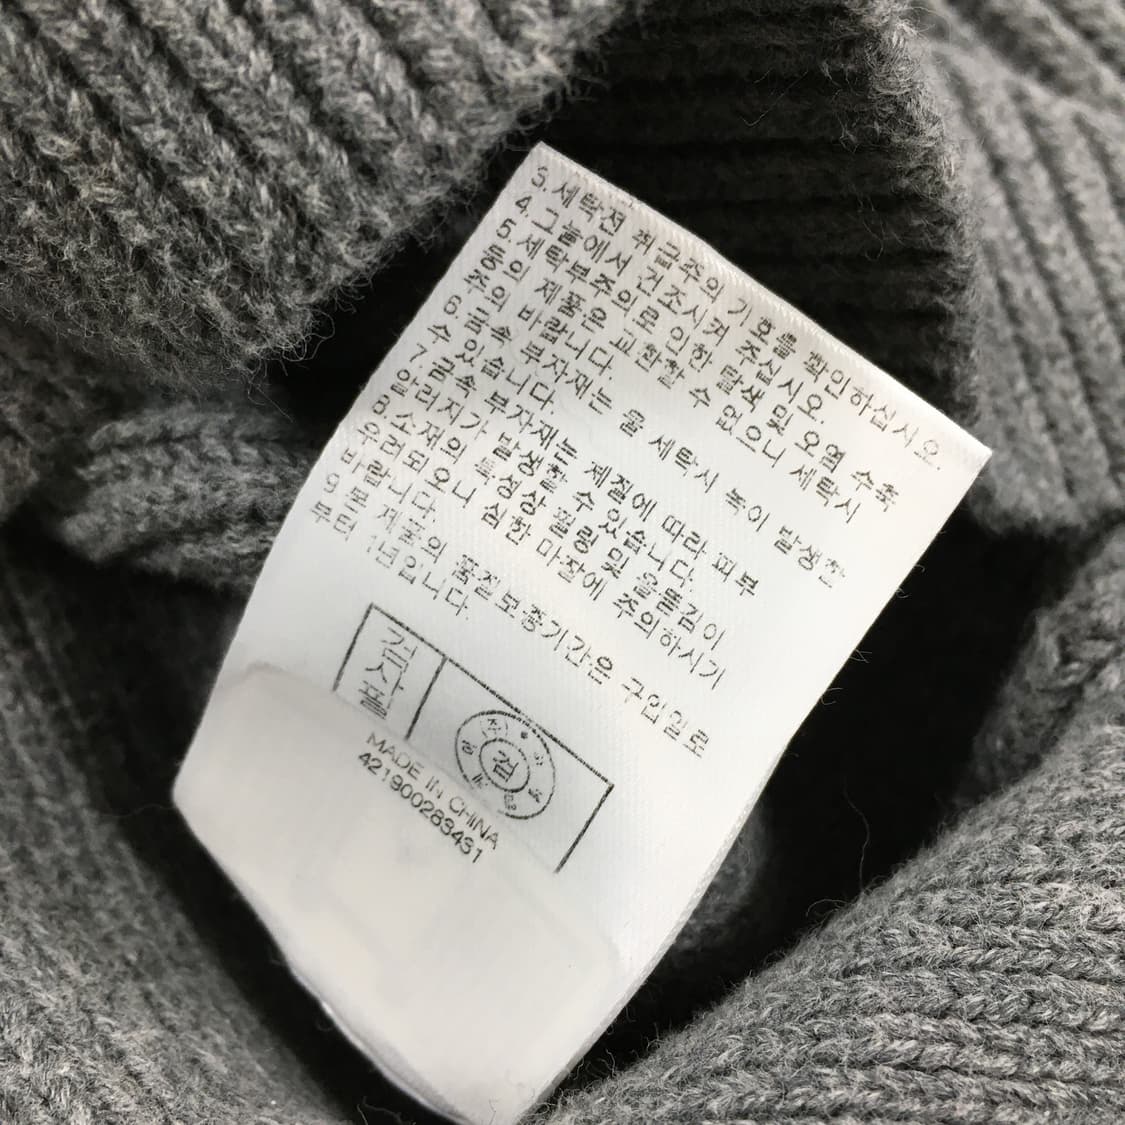 3.세탁전 취급주의 기호를 확인하십시오.
4.그늘에서 건조시켜 주십시오.
5.세탁부주의로 인한 탈색 및 오염 수축
등의 제품은 교환할 수 없으니 세탁시
주의 바랍니다.
6.금속 부자재는 물 세탁시 녹이 발생할
수 있습니다.
7.금속 부자재는 체질에 따라 피부
알러지가 발생할 수 있습니다.
8.소재의 특성상 필링 및 올뜯김이
우려되오니 심한 마찰에 주의하시기
바랍니다.
9.본 제품의 품질보증기간은 구입일로
부터 1년입니다.
검사필
검
MADE IN CHINA
421900283431